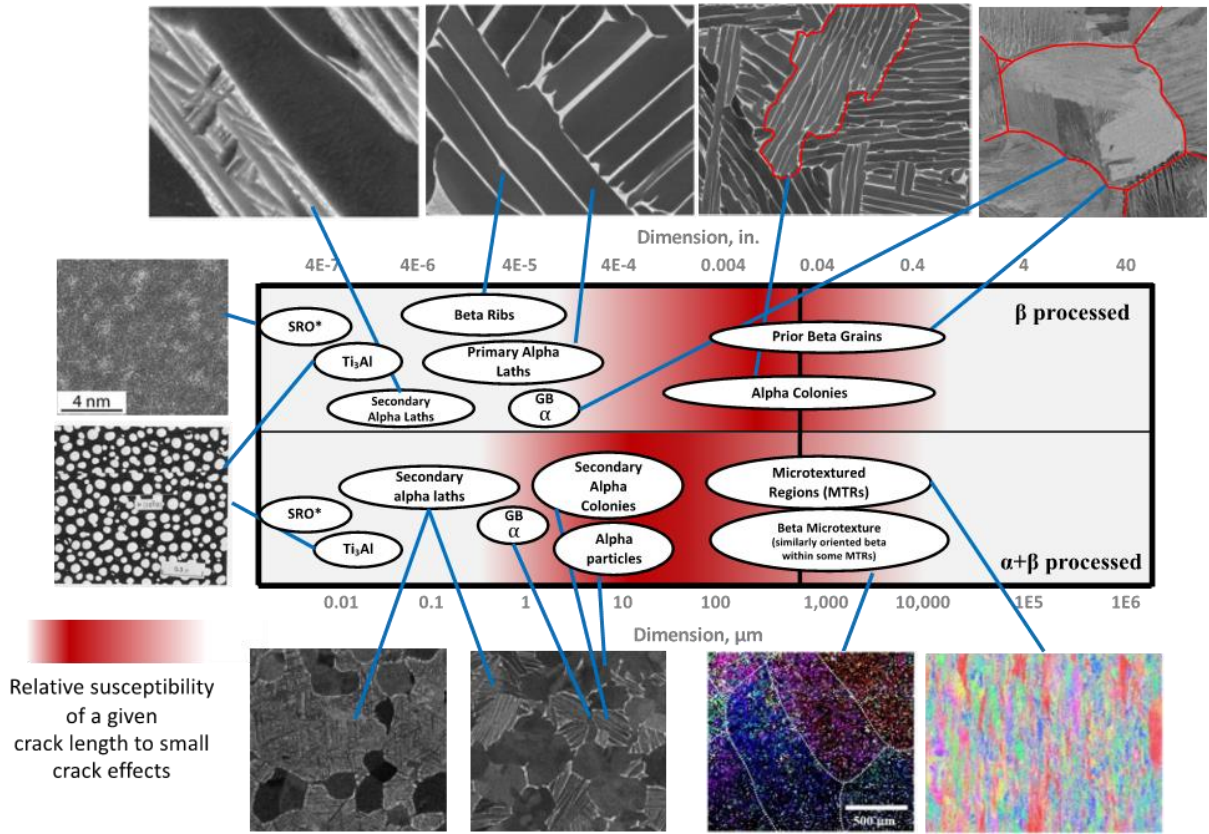 Dimension, in.
4E-7 4E-6 4E-5 4E-4 0.004 0.04 0.4 4 40
4 nm
SRO*
Ti₃Al
Secondary
Alpha Laths
Beta Ribs
Primary Alpha
Laths
GB
α
Prior Beta Grains
Alpha Colonies
β processed
SRO*
Ti₃Al
Secondary
alpha laths
GB
α
Secondary
Alpha
Colonies
Alpha
particles
Microtextured
Regions (MTRs)
Beta Microtexture
(similarly oriented beta
within some MTRs)
α+β processed
0.01 0.1 1 10 100 1,000 10,000 1E5 1E6
Dimension, μm
Relative susceptibility
of a given
crack length to small
crack effects
500 μm